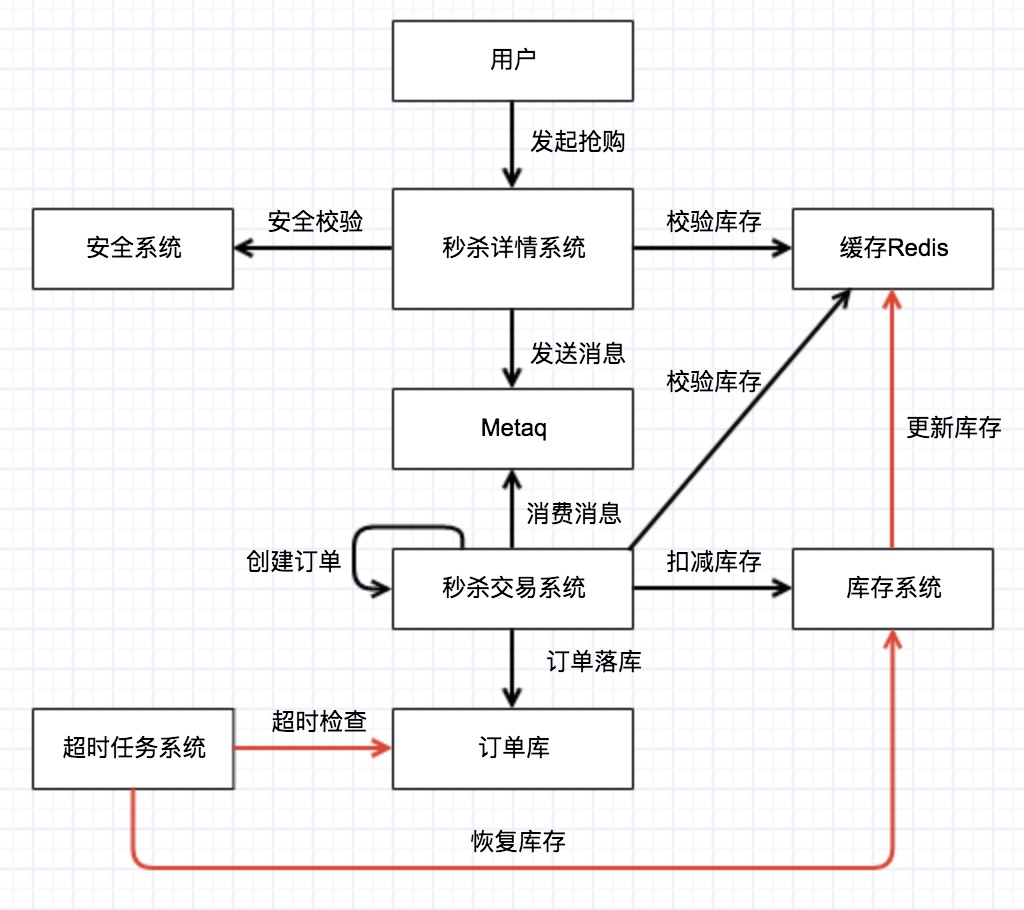 用户
发起抢购
安全系统
安全校验
秒杀详情系统
校验库存
缓存Redis
发送消息
校验库存
Metaq
更新库存
消费消息
创建订单
秒杀交易系统
扣减库存
库存系统
订单落库
超时任务系统
超时检查
订单库
恢复库存